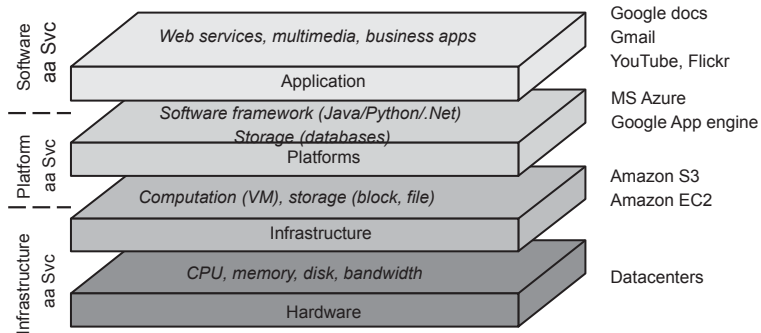 Software
aa Svc
Web services, multimedia, business apps
Application
Google docs
Gmail
YouTube, Flickr
Platform
aa Svc
Software framework (Java/Python/.Net)
Storage (databases)
Platforms
MS Azure
Google App engine
Infrastructure
aa Svc
Computation (VM), storage (block, file)
Infrastructure
Amazon S3
Amazon EC2
CPU, memory, disk, bandwidth
Hardware
Datacenters